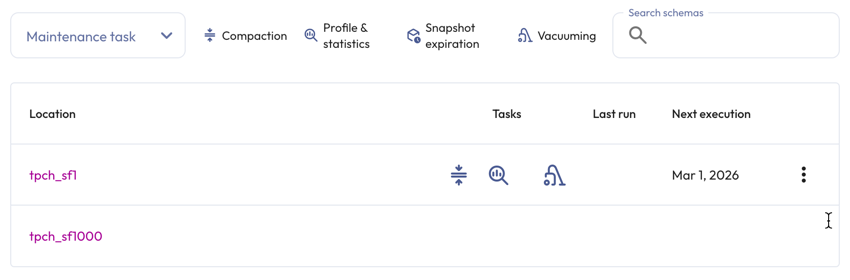 Search schemas
Maintenance task
Compaction
Profile &
statistics
Snapshot
expiration
Vacuuming
Location Tasks Last run Next execution
tpch_sf1 Mar 1, 2026
tpch_sf1000